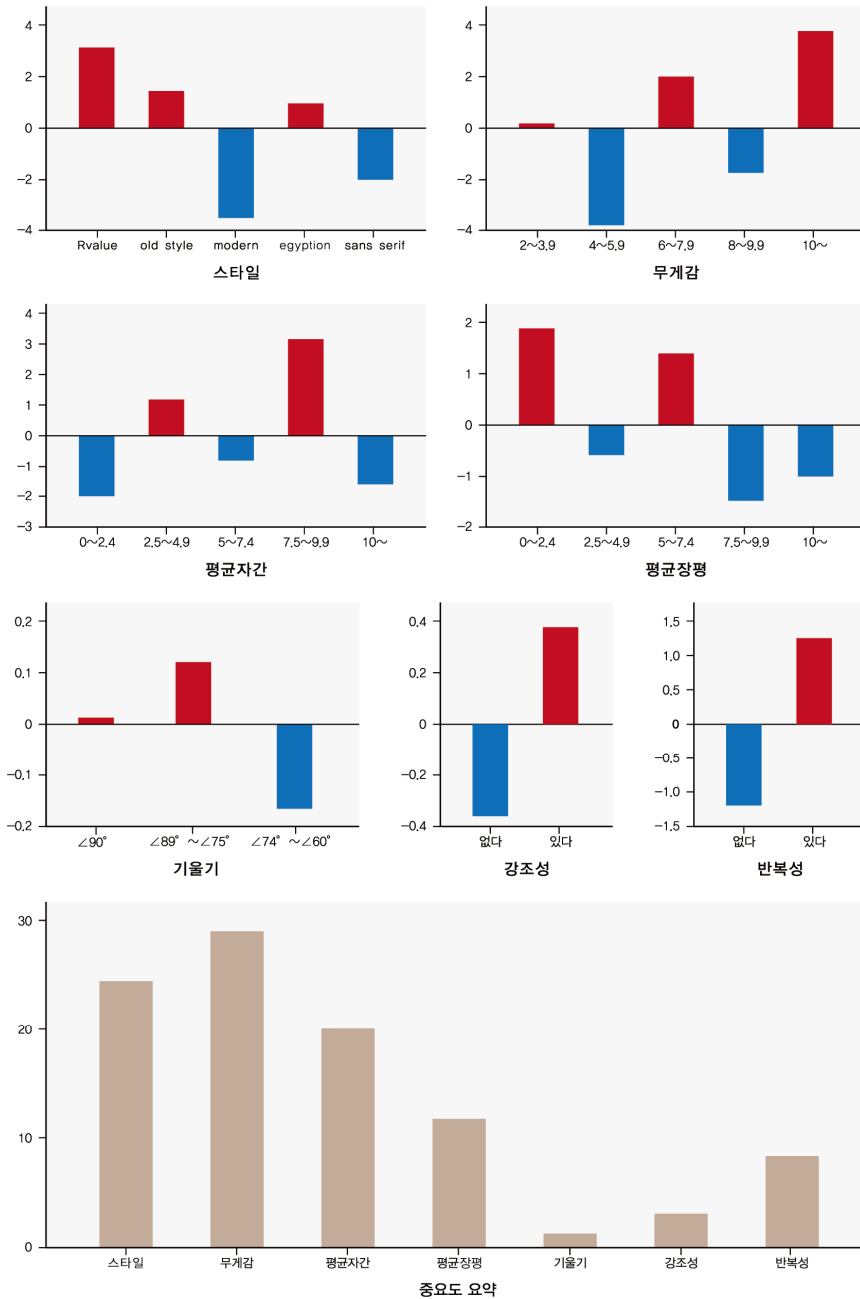 4
2
0
−2
−4
Rvalue old style modern egyption sans serif
스타일
4
2
0
−2
−4
2~3.9 4~5.9 6~7.9 8~9.9 10~
무게감
4
3
2
1
0
−1
−2
−3
0~2.4 2.5~4.9 5~7.4 7.5~9.9 10~
평균자간
2
1
0
−1
−2
0~2.4 2.5~4.9 5~7.4 7.5~9.9 10~
평균장평
0.2
0.1
0
−0.1
−0.2
∠90° ∠89° ~∠75° ∠74° ~∠60°
기울기
0.4
0.2
0
−0.2
−0.4
없다 있다
강조성
1.5
1.0
0.5
0
−0.5
−1.0
−1.5
없다 있다
반복성
30
20
10
0
스타일 무게감 평균자간 평균장평 기울기 강조성 반복성
중요도 요약